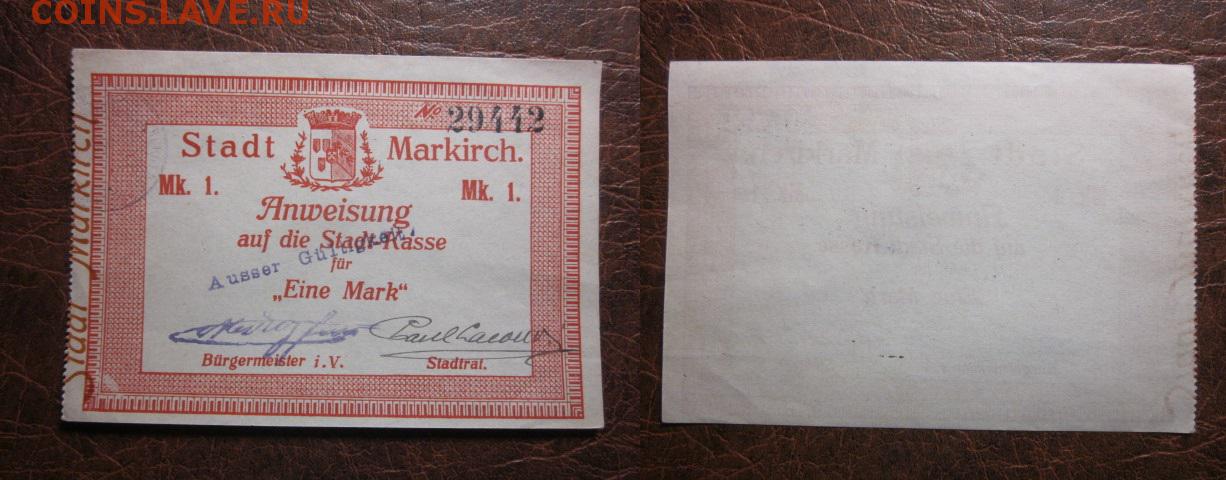 COINS.LAVE.RU
No 29442
Stadt Markirch.
Mk. 1. Mk. 1.
Anweisung
auf die Stadt-Kasse
für
Ausser Gültigkeit.
„Eine Mark“
Bürgermeister i.V. Stadtrat.
Stadt Markirch